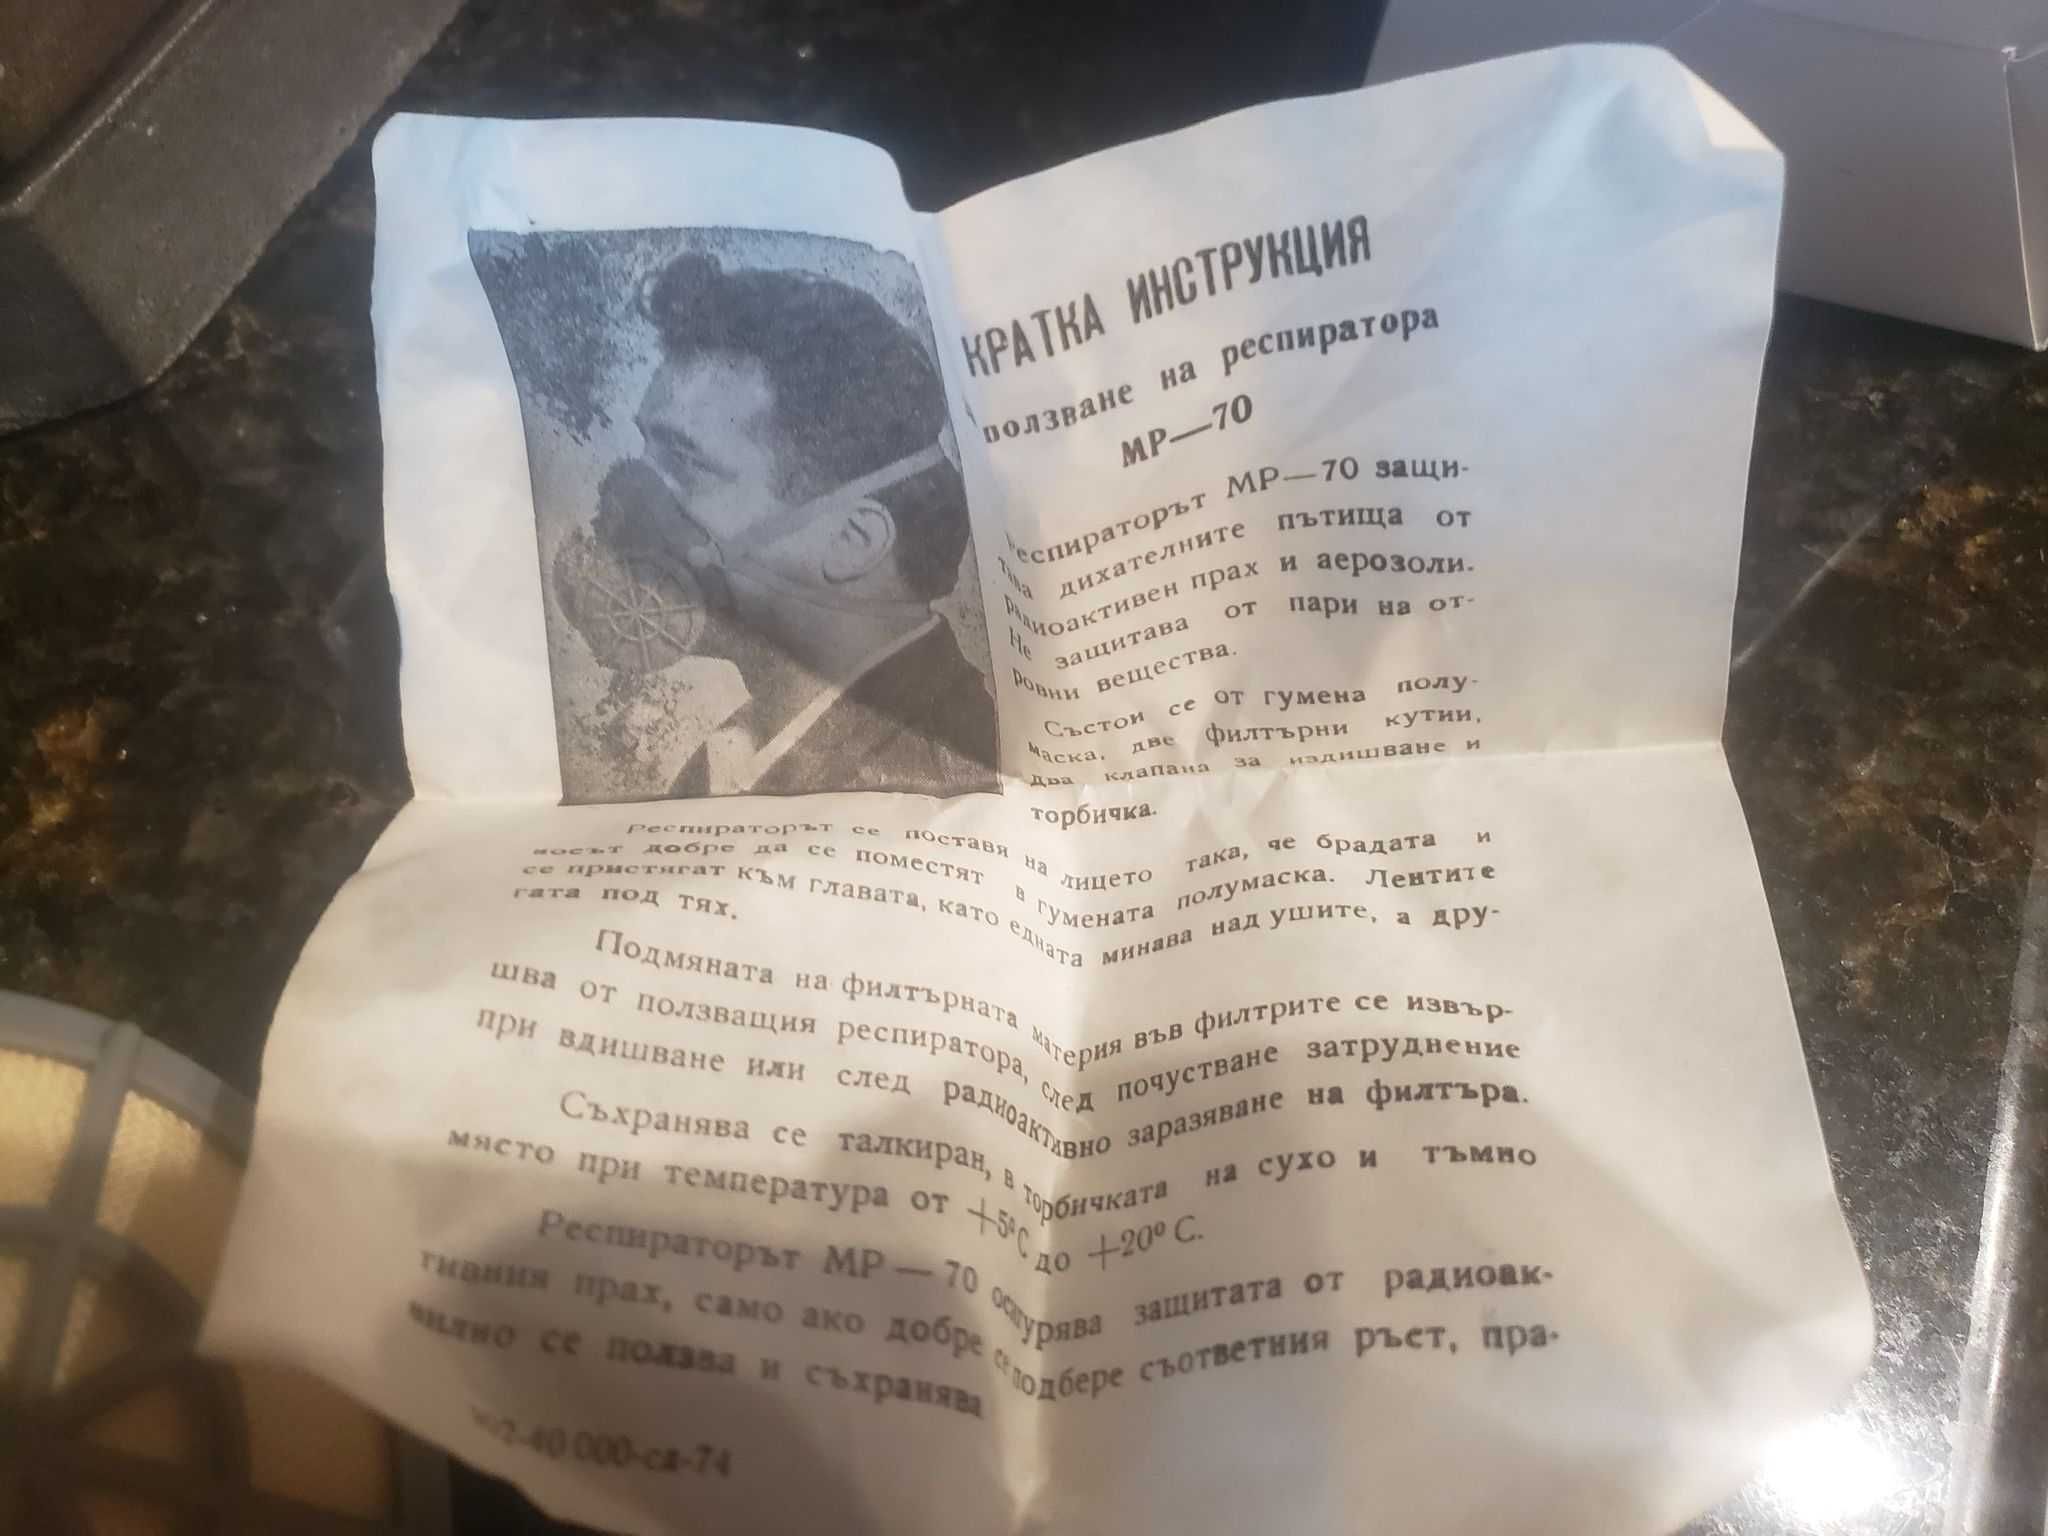 КРАТКА ИНСТРУКЦИЯ
ползване на респиратора
МР—70
Респираторът МР—70 защи-
тава дихателните пътища от
радиоактивен прах и аерозоли.
Не защитава от пари на от-
ровни вещества.
Състои се от гумена полу-
маска, две филтърни кутии,
два клапана за издишване и
торбичка.
Респираторът се поставя на лицето така, че брадата и
носът добре да се поместят в гумената полумаска. Лентите
се пристягат към главата, като едната минава над ушите, а дру-
гата под тях.
Подмяната на филтърната материя във филтрите се извър-
шва от ползващия респиратора, след почустване затруднение
при вдишване или след радиоактивно заразяване на филтъра.
Съхранява се талкиран, в торбичката на сухо и тъмно
място при температура от +5° С до +20° С.
Респираторът МР — 70 осигурява защитата от радиоак-
тивния прах, само ако добре се подбере съответния ръст, пра-
вилно се ползва и съхранява
40 000-сд-74